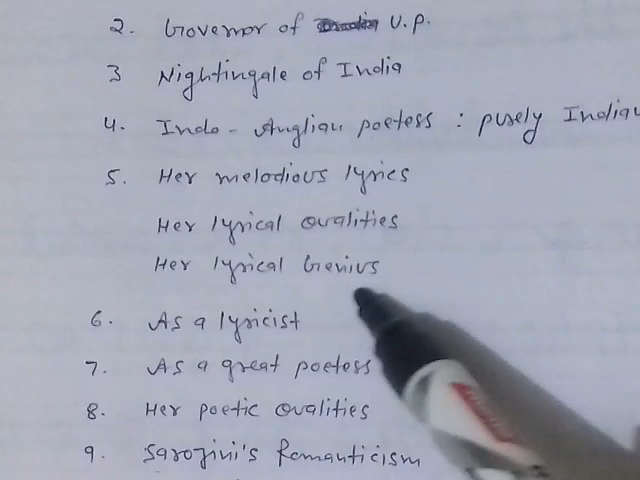 2. Governor of U.P.
3 Nightingale of India
4. Indo-Anglian poetess : purely Indian
5. Her melodious lyrics
Her lyrical Qualities
Her lyrical Genius
6. As a lyricist
7. As a great poetess
8. Her poetic Qualities
9. Sarojini's Romanticism